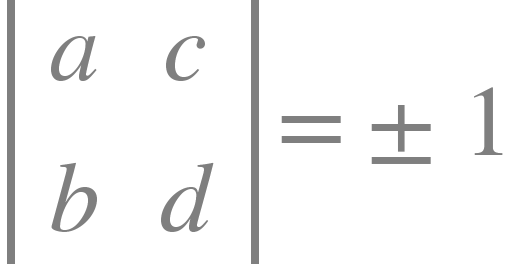 | a c |
| b d | = ± 1